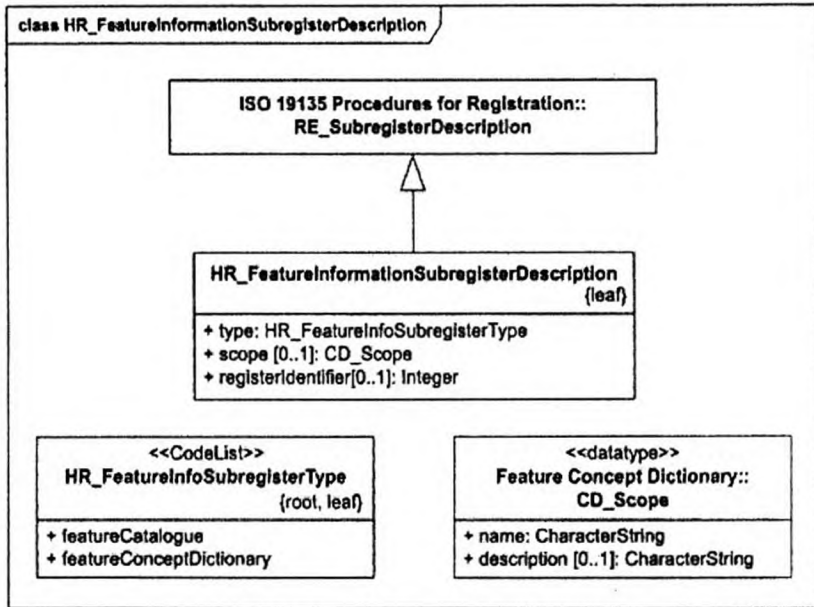 class HR_FeatureInformationSubregisterDescription
ISO 19135 Procedures for Registration::
RE_SubregisterDescription
HR_FeatureInformationSubregisterDescription
{leaf}
+ type: HR_FeatureInfoSubregisterType
+ scope [0..1]: CD_Scope
+ registerIdentifier[0..1]: Integer
<<CodeList>>
HR_FeatureInfoSubregisterType
{root, leaf}
+ featureCatalogue
+ featureConceptDictionary
<<datatype>>
Feature Concept Dictionary::
CD_Scope
+ name: CharacterString
+ description [0..1]: CharacterString